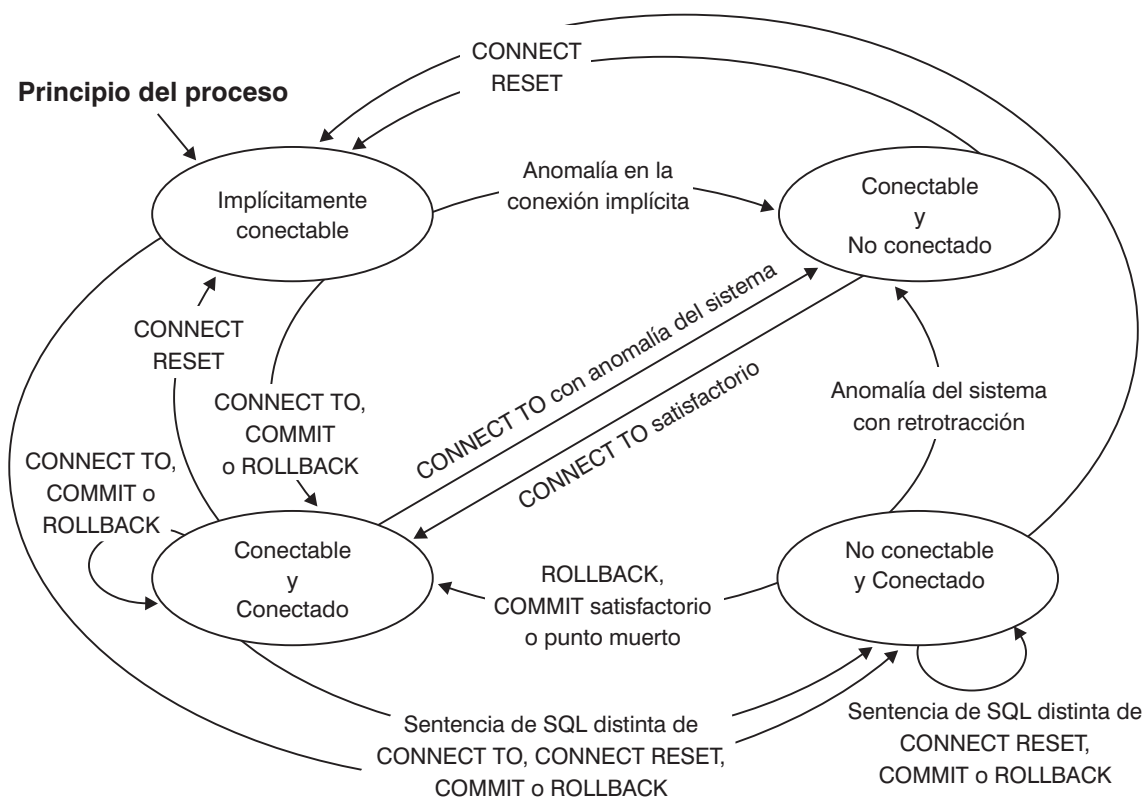 CONNECT
RESET
Principio del proceso
Implícitamente
conectable
Anomalía en la
conexión implícita
Conectable
y
No conectado
CONNECT
RESET
CONNECT TO,
COMMIT
o ROLLBACK
CONNECT TO con anomalía del sistema
CONNECT TO satisfactorio
Anomalía del sistema
con retrotracción
CONNECT TO,
COMMIT o
ROLLBACK
Conectable
y
Conectado
ROLLBACK,
COMMIT satisfactorio
o punto muerto
No conectable
y Conectado
Sentencia de SQL distinta de
CONNECT TO, CONNECT RESET,
COMMIT o ROLLBACK
Sentencia de SQL distinta de
CONNECT RESET,
COMMIT o ROLLBACK